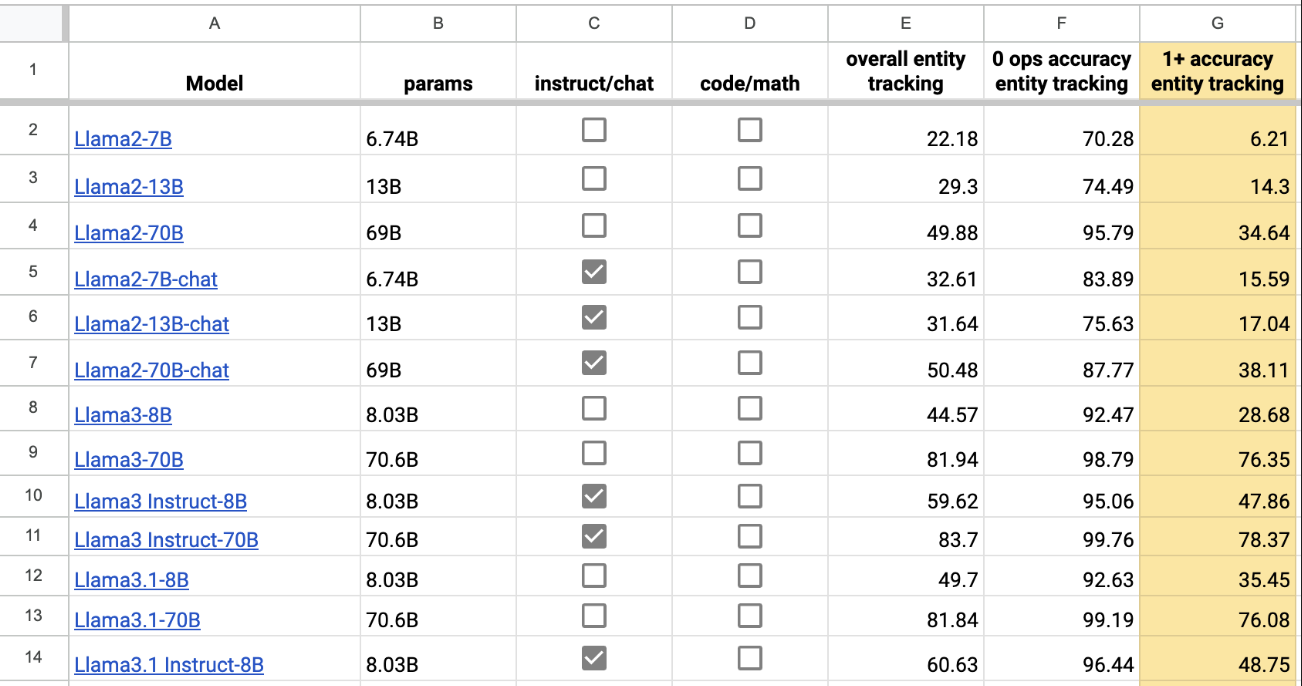 A B C D E F G
1 Model params instruct/chat code/math overall entity tracking 0 ops accuracy entity tracking 1+ accuracy entity tracking
2 Llama2-7B 6.74B 22.18 70.28 6.21
3 Llama2-13B 13B 29.3 74.49 14.3
4 Llama2-70B 69B 49.88 95.79 34.64
5 Llama2-7B-chat 6.74B 32.61 83.89 15.59
6 Llama2-13B-chat 13B 31.64 75.63 17.04
7 Llama2-70B-chat 69B 50.48 87.77 38.11
8 Llama3-8B 8.03B 44.57 92.47 28.68
9 Llama3-70B 70.6B 81.94 98.79 76.35
10 Llama3 Instruct-8B 8.03B 59.62 95.06 47.86
11 Llama3 Instruct-70B 70.6B 83.7 99.76 78.37
12 Llama3.1-8B 8.03B 49.7 92.63 35.45
13 Llama3.1-70B 70.6B 81.84 99.19 76.08
14 Llama3.1 Instruct-8B 8.03B 60.63 96.44 48.75